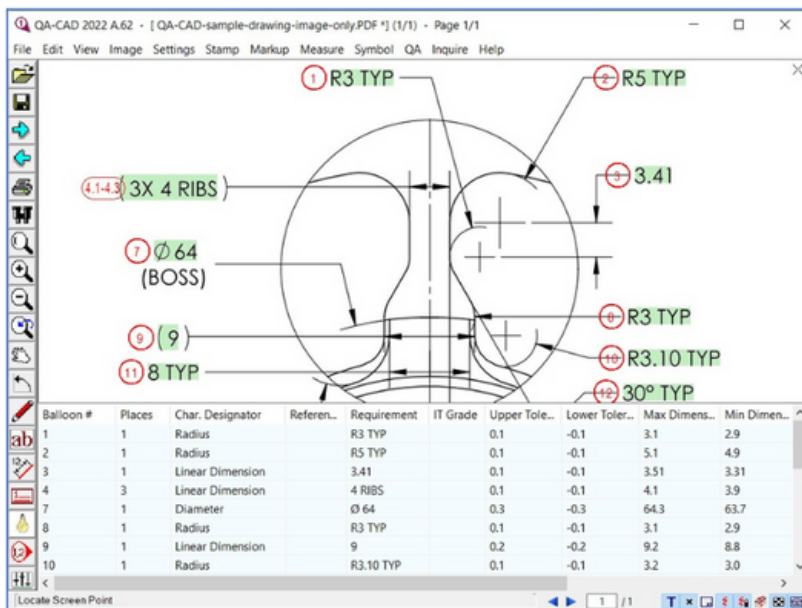 QA-CAD 2022 A.62 - [ QA-CAD-sample-drawing-image-only.PDF *] (1/1) - Page 1/1
File Edit View Image Settings Stamp Markup Measure Symbol QA Inquire Help
1 R3 TYP
2 R5 TYP
3 3.41
4.1-4.3 (3X 4 RIBS)
7 Ø 64
(BOSS)
8 R3 TYP
9 (9)
10 R3.10 TYP
11 8 TYP
12 30° TYP
ab
Balloon # Places Char. Designator Referen... Requirement IT Grade Upper Tole... Lower Toler... Max Dimens... Min Dimen...
1 1 Radius R3 TYP 0.1 -0.1 3.1 2.9
2 1 Radius R5 TYP 0.1 -0.1 5.1 4.9
3 1 Linear Dimension 3.41 0.1 -0.1 3.51 3.31
4 3 Linear Dimension 4 RIBS 0.1 -0.1 4.1 3.9
7 1 Diameter Ø 64 0.3 -0.3 64.3 63.7
8 1 Radius R3 TYP 0.1 -0.1 3.1 2.9
9 1 Linear Dimension 9 0.2 -0.2 9.2 8.8
10 1 Radius R3.10 TYP 0.1 -0.1 3.2 3.0
Locate Screen Point 1 /1 T